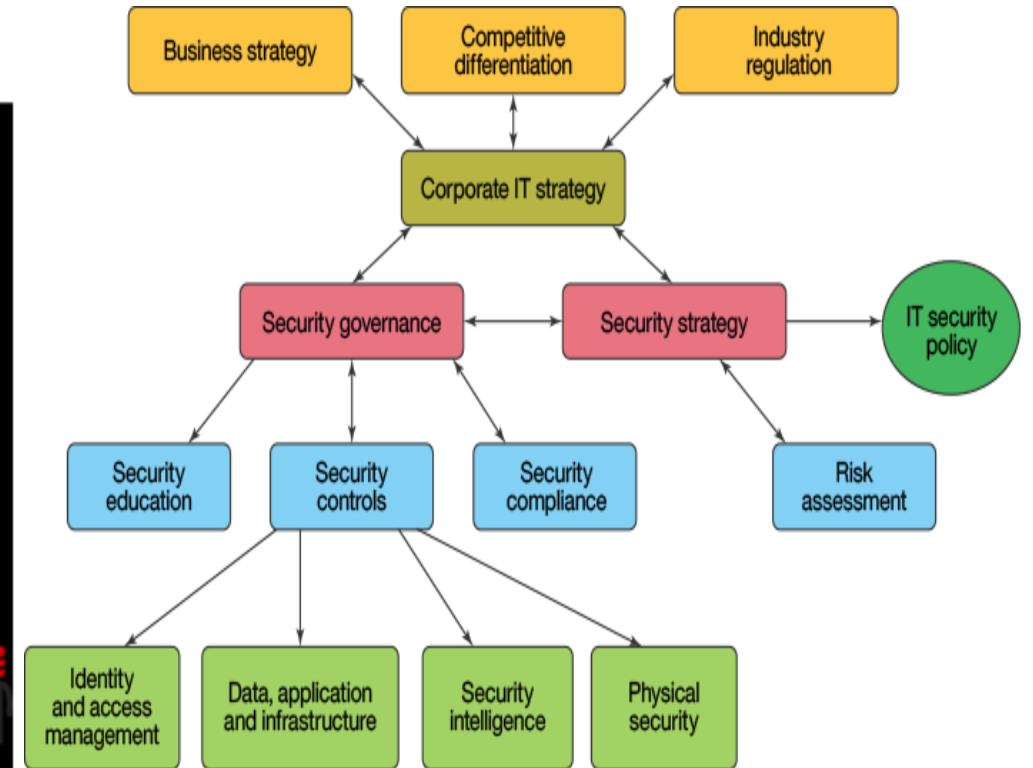 Business strategy
Competitive
differentiation
Industry
regulation
Corporate IT strategy
Security governance
Security strategy
IT security
policy
Security
education
Security
controls
Security
compliance
Risk
assessment
Identity
and access
management
Data, application
and infrastructure
Security
intelligence
Physical
security